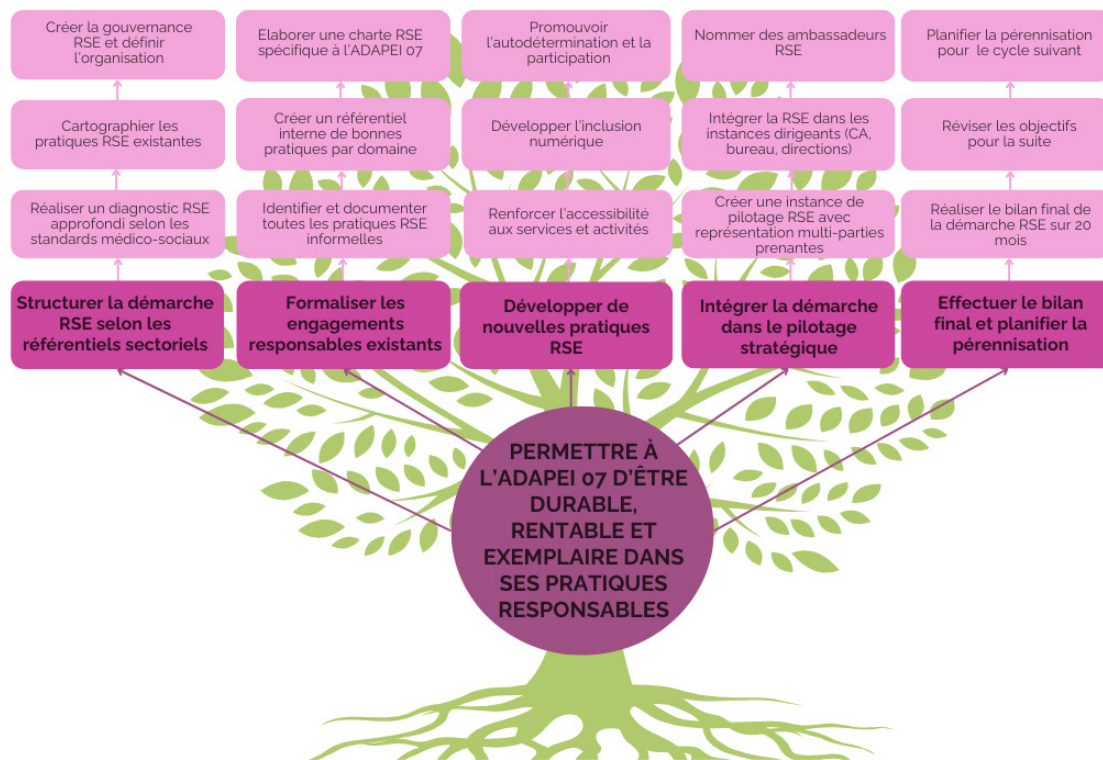 Créer la gouvernance
RSE et définir
l'organisation
Elaborer une charte RSE
spécifique à l'ADAPEI 07
Promouvoir
l'autodétermination et la
participation
Nommer des ambassadeurs
RSE
Planifier la pérennisation
pour le cycle suivant
Cartographier les
pratiques RSE existantes
Créer un référentiel
interne de bonnes
pratiques par domaine
Développer l'inclusion
numérique
Intégrer la RSE dans les
instances dirigeants (CA,
bureau, directions)
Réviser les objectifs
pour la suite
Réaliser un diagnostic RSE
approfondi selon les
standards médico-sociaux
Identifier et documenter
toutes les pratiques RSE
informelles
Renforcer l'accessibilité
aux services et activités
Créer une instance de
pilotage RSE avec
représentation multi-parties
prenantes
Réaliser le bilan final de
la démarche RSE sur 20
mois
Structurer la démarche
RSE selon les
référentiels sectoriels
Formaliser les
engagements
responsables existants
Développer de
nouvelles pratiques
RSE
Intégrer la démarche
dans le pilotage
stratégique
Effectuer le bilan
final et planifier la
pérennisation
PERMETTRE À
L'ADAPEI 07 D'ÊTRE
DURABLE,
RENTABLE ET
EXEMPLAIRE DANS
SES PRATIQUES
RESPONSABLES